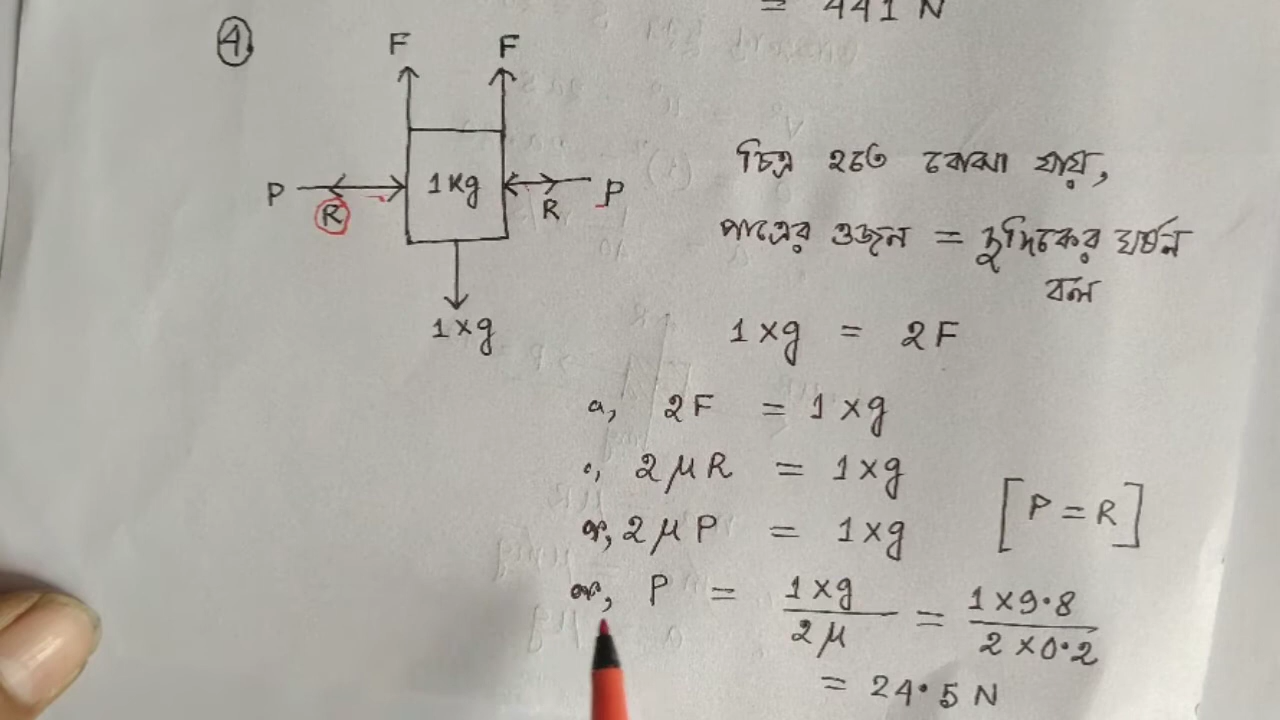 = 441 N
④
F F
P R 1Kg R P
1×g
চিত্র হতে বোঝা যায়,
পাত্রের ওজন = দুদিকের ঘর্ষন
বল
1×g = 2F
বা, 2F = 1×g
বা, 2μR = 1×g
বা, 2μP = 1×g [P = R]
বা, P = 1×g / 2μ = 1×9.8 / 2×0.2
= 24.5 N